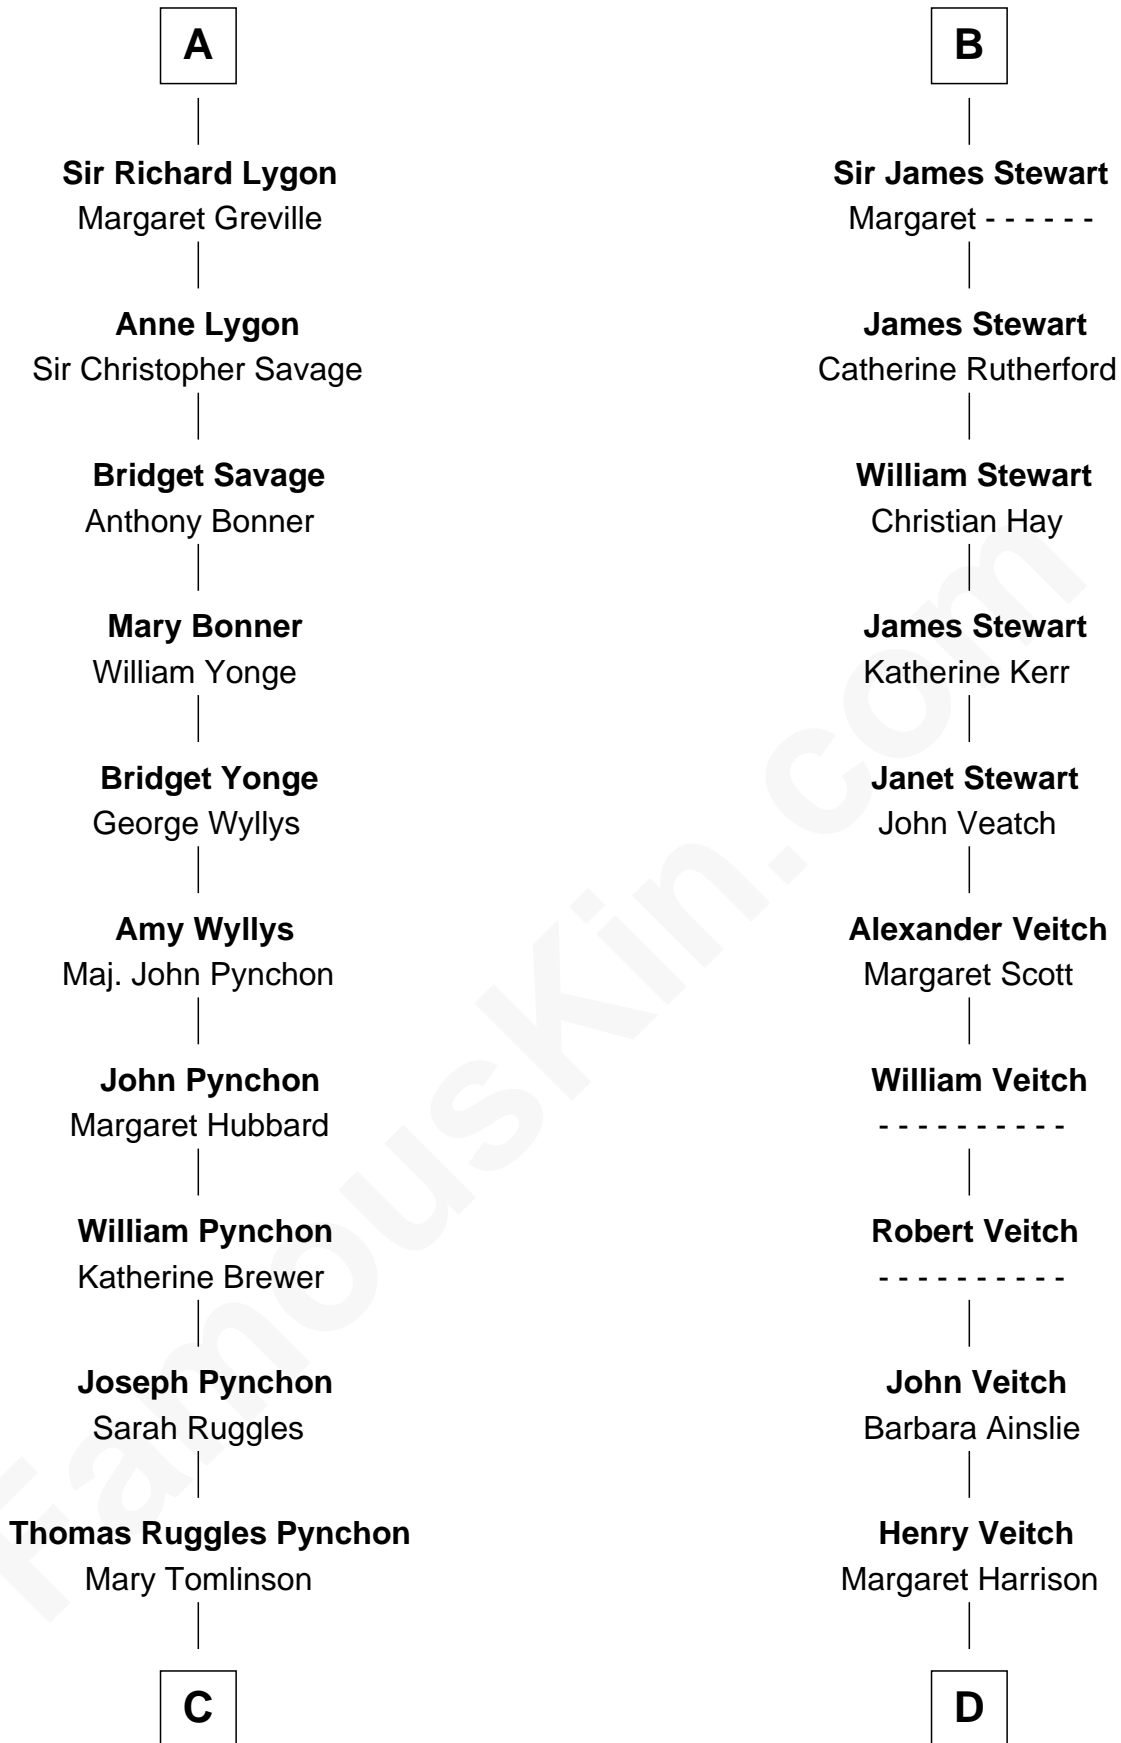 A
Sir Richard Lygon
Margaret Greville
Anne Lygon
Sir Christopher Savage
Bridget Savage
Anthony Bonner
Mary Bonner
William Yonge
Bridget Yonge
George Wyllys
Amy Wyllys
Maj. John Pynchon
John Pynchon
Margaret Hubbard
William Pynchon
Katherine Brewer
Joseph Pynchon
Sarah Ruggles
Thomas Ruggles Pynchon
Mary Tomlinson
C
B
Sir James Stewart
Margaret - - - - - -
James Stewart
Catherine Rutherford
William Stewart
Christian Hay
James Stewart
Katherine Kerr
Janet Stewart
John Veatch
Alexander Veitch
Margaret Scott
William Veitch
- - - - - - - - - -
Robert Veitch
- - - - - - - - - -
John Veitch
Barbara Ainslie
Henry Veitch
Margaret Harrison
D
FamousKin.com